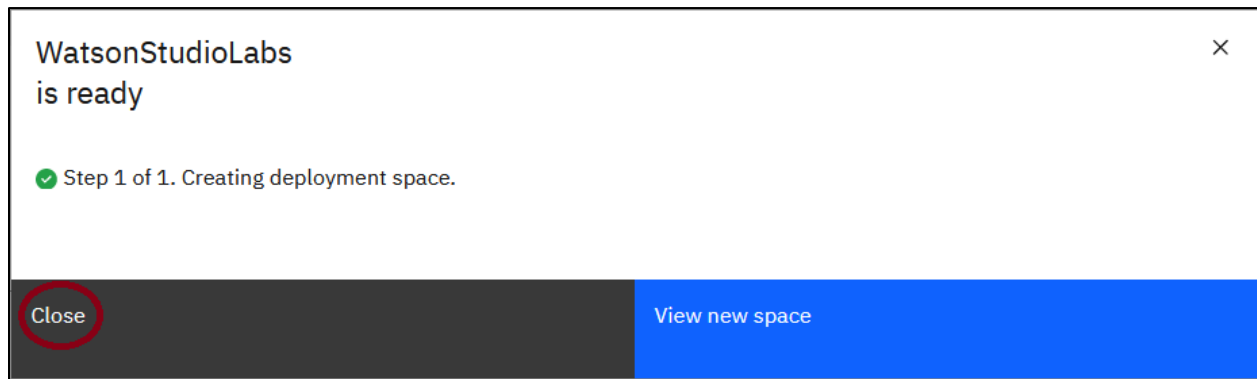 WatsonStudioLabs
is ready
Step 1 of 1. Creating deployment space.
Close
View new space